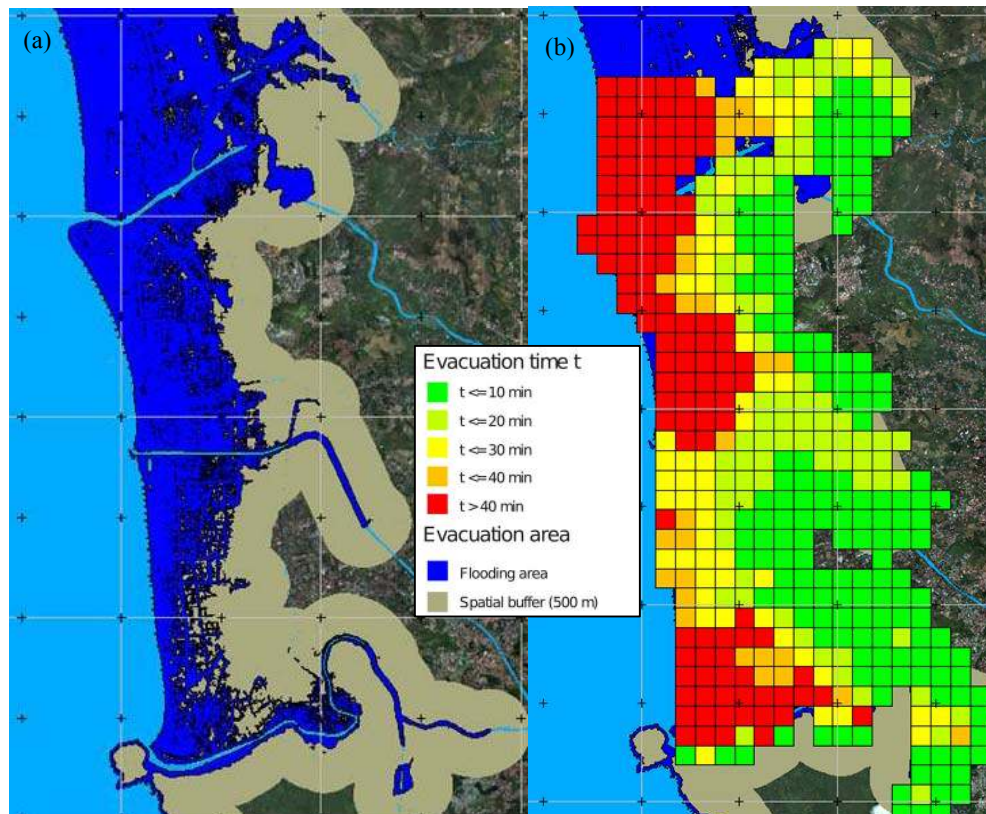 (a)
(b)
Evacuation time t
t <= 10 min
t <= 20 min
t <= 30 min
t <= 40 min
t > 40 min
Evacuation area
Flooding area
Spatial buffer (500 m)